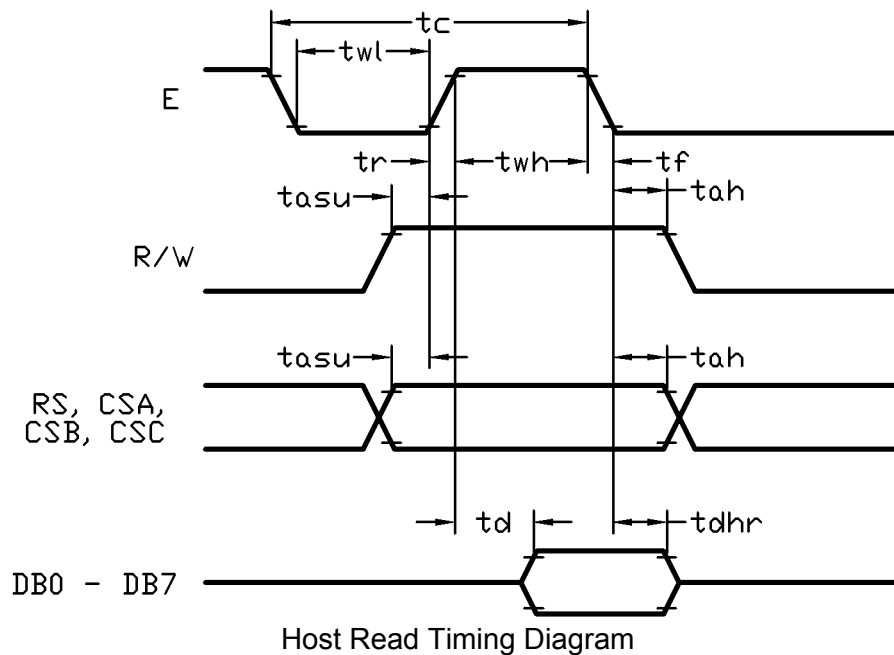 tc
twl
E
tr
twh
tf
tasu
tah
R/W
tasu
tah
RS, CSA,
CSB, CSC
td
tdhr
DB0 - DB7
Host Read Timing Diagram